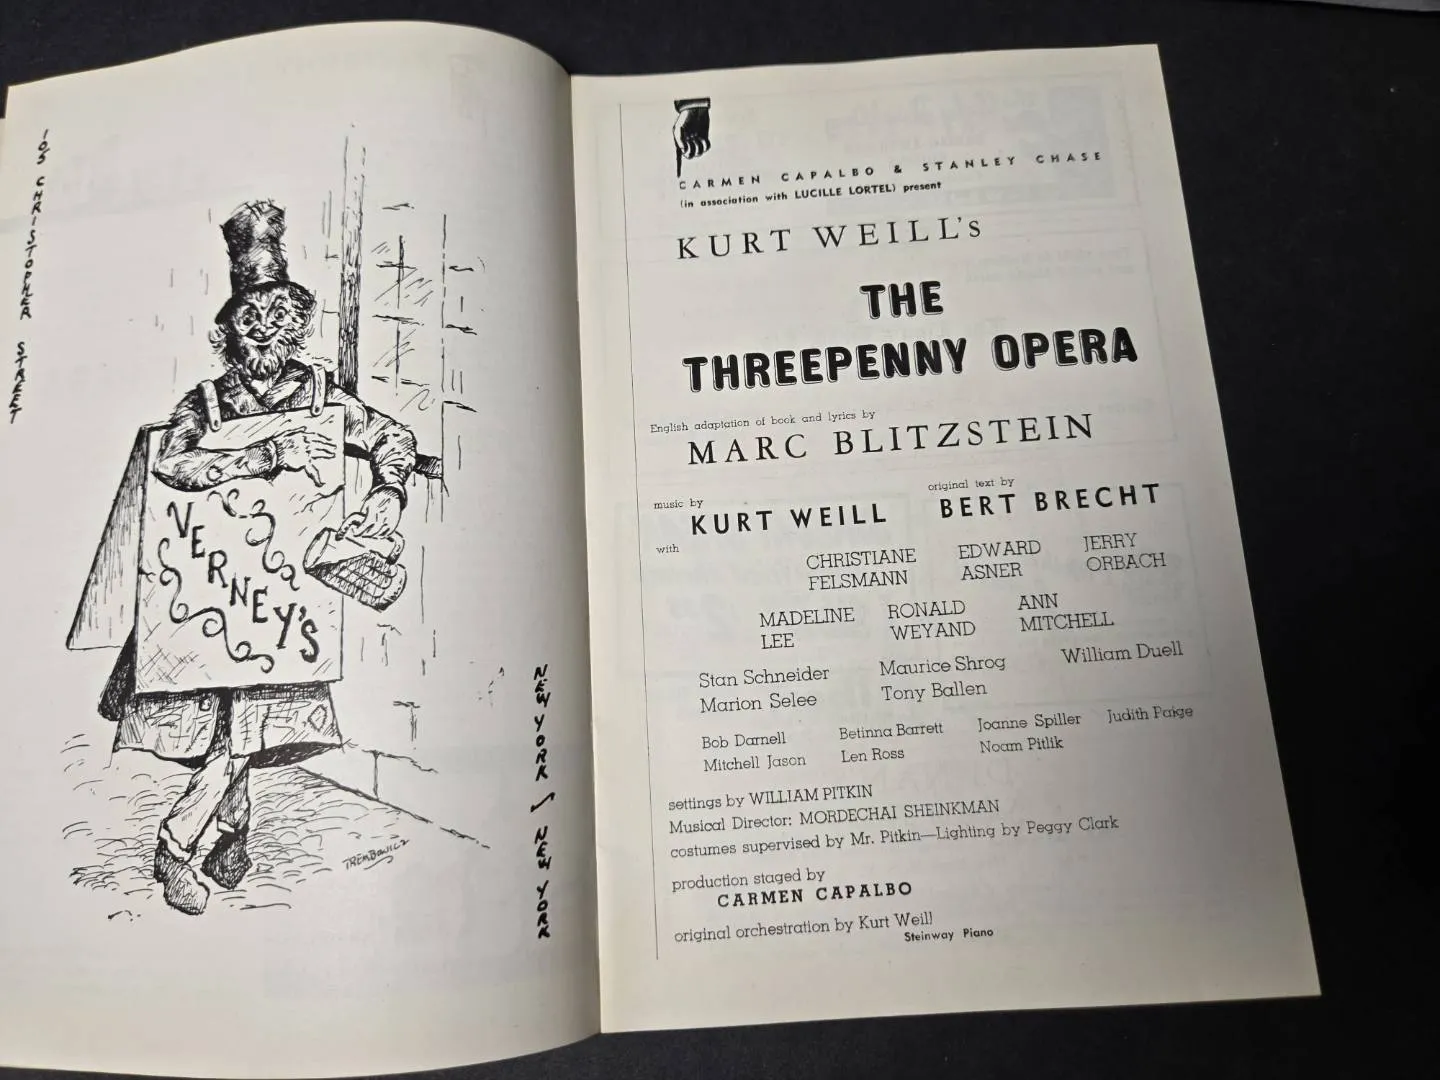 105 CHRISTOPHER STREET
VERNEY'S
NEW YORK, NEW YORK
TREMBOWICZ
CARMEN CAPALBO & STANLEY CHASE
(in association with LUCILLE LORTEL) present
KURT WEILL's
THE
THREEPENNY OPERA
English adaptation of book and lyrics by
MARC BLITZSTEIN
music by
KURT WEILL
original text by
BERT BRECHT
with
CHRISTIANE FELSMANN
EDWARD ASNER
JERRY ORBACH
MADELINE LEE
RONALD WEYAND
ANN MITCHELL
Stan Schneider Maurice Shrog William Duell
Marion Selee Tony Ballen
Bob Darnell Betinna Barrett Joanne Spiller Judith Paige
Mitchell Jason Len Ross Noam Pitlik
settings by WILLIAM PITKIN
Musical Director: MORDECHAI SHEINKMAN
costumes supervised by Mr. Pitkin—Lighting by Peggy Clark
production staged by
CARMEN CAPALBO
original orchestration by Kurt Weill
Steinway Piano